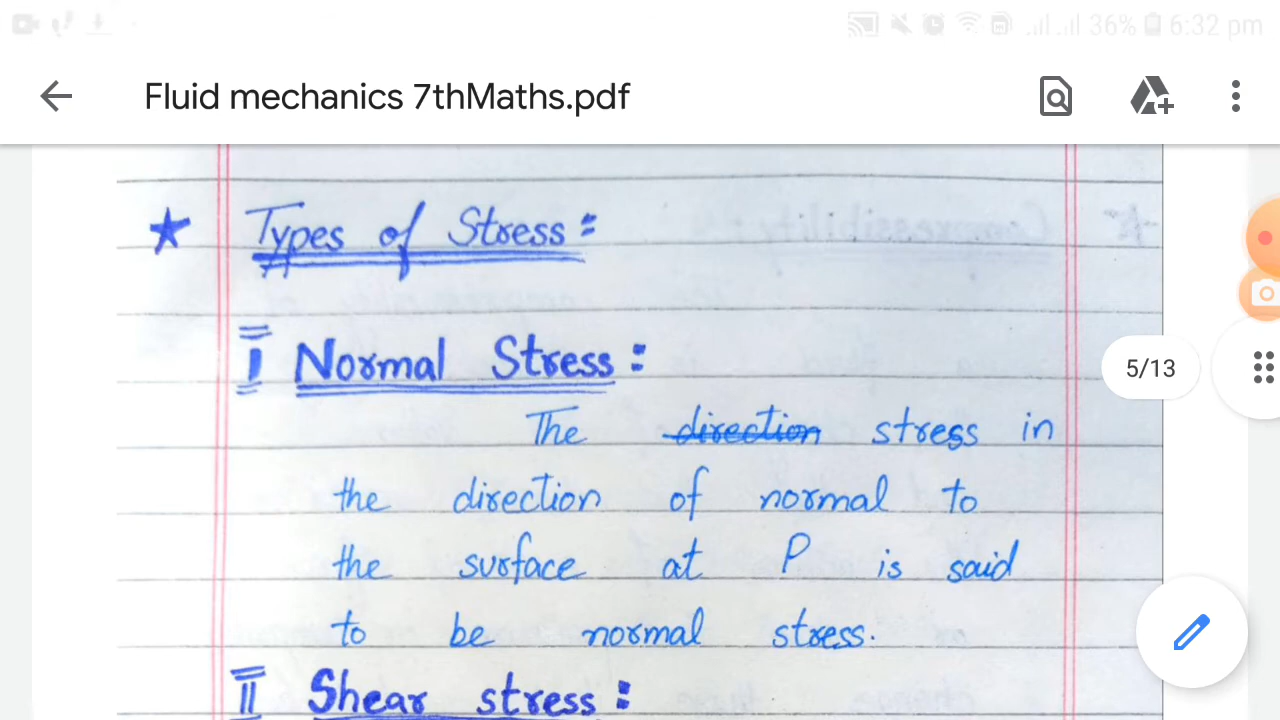 36% 6:32 pm
Fluid mechanics 7thMaths.pdf
Types of Stress:
I Normal Stress:
The direction stress in
the direction of normal to
the surface at P is said
to be normal stress.
II Shear stress:
5/13